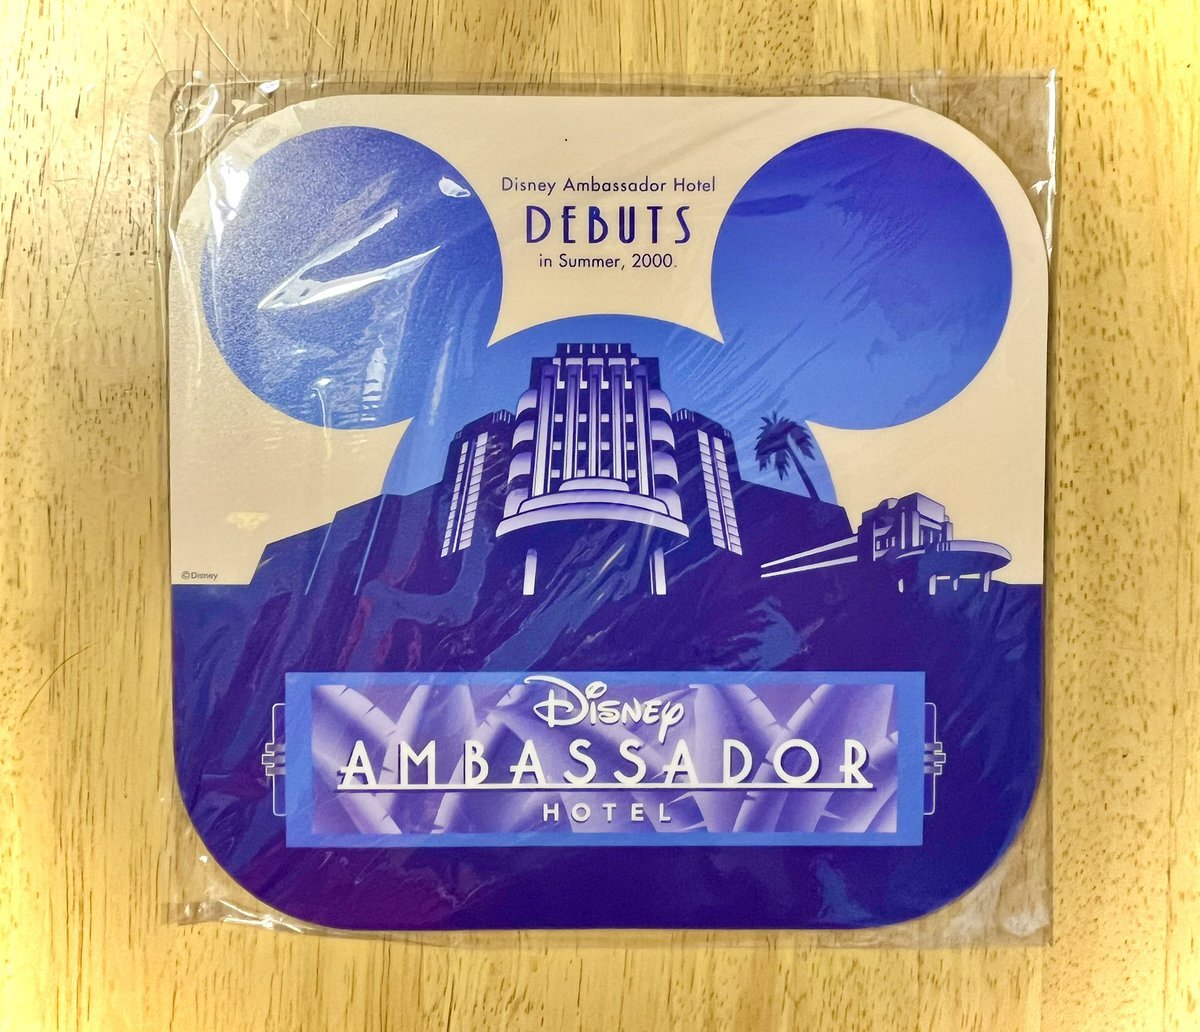 Disney Ambassador Hotel
DEBUTS
in Summer, 2000.
©Disney
Disney
AMBASSADOR
HOTEL